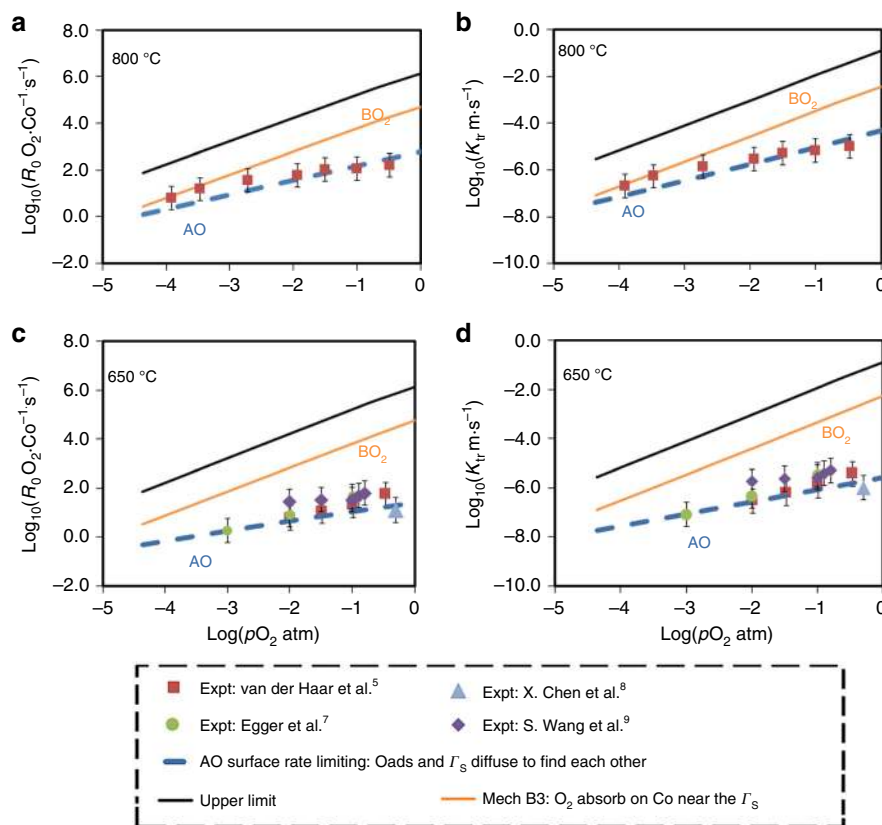 a
8.0
6.0
4.0
2.0
0.0
–2.0
Log₁₀(R₀ O₂·Co⁻¹·s⁻¹)
800 °C
BO₂
AO
–5 –4 –3 –2 –1 0
b
0.0
–2.0
–4.0
–6.0
–8.0
–10.0
Log₁₀(Kₜᵣ m·s⁻¹)
800 °C
BO₂
AO
–5 –4 –3 –2 –1 0
c
8.0
6.0
4.0
2.0
0.0
–2.0
Log₁₀(R₀ O₂·Co⁻¹·s⁻¹)
650 °C
BO₂
AO
–5 –4 –3 –2 –1 0
Log(pO₂ atm)
d
0.0
–2.0
–4.0
–6.0
–8.0
–10.0
Log₁₀(Kₜᵣ m·s⁻¹)
650 °C
BO₂
AO
–5 –4 –3 –2 –1 0
Log(pO₂ atm)
Expt: van der Haar et al.⁵
Expt: X. Chen et al.⁸
Expt: Egger et al.⁷
Expt: S. Wang et al.⁹
AO surface rate limiting: Oads and Γₛ diffuse to find each other
Upper limit
Mech B3: O₂ absorb on Co near the Γₛ